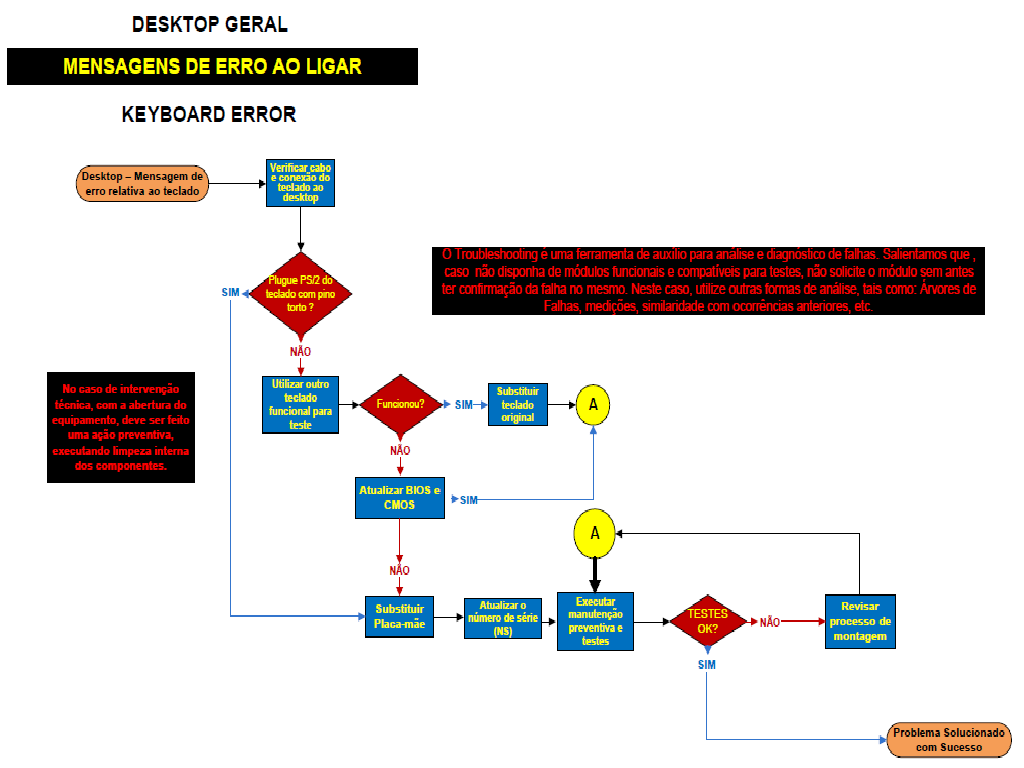 DESKTOP GERAL
MENSAGENS DE ERRO AO LIGAR
KEYBOARD ERROR
Desktop – Mensagem de
erro relativa ao teclado
Verificar cabo
e conexão do
teclado ao
desktop
O Troubleshooting é uma ferramenta de auxílio para análise e diagnóstico de falhas. Salientamos que ,
caso não disponha de módulos funcionais e compatíveis para testes, não solicite o módulo sem antes
ter confirmação da falha no mesmo. Neste caso, utilize outras formas de análise, tais como: Árvores de
Falhas, medições, similaridade com ocorrências anteriores, etc.
Plugue PS/2 do
teclado com pino
torto ?
SIM
NÃO
No caso de intervenção
técnica, com a abertura do
equipamento, deve ser feito
uma ação preventiva,
executando limpeza interna
dos componentes.
Utilizar outro
teclado
funcional para
teste
Funcionou?
SIM
Substituir
teclado
original
A
NÃO
Atualizar BIOS e
CMOS
SIM
A
NÃO
Substituir
Placa-mãe
Atualizar o
número de série
(NS)
Executar
manutenção
preventiva e
testes
TESTES
OK?
NÃO
Revisar
processo de
montagem
SIM
Problema Solucionado
com Sucesso